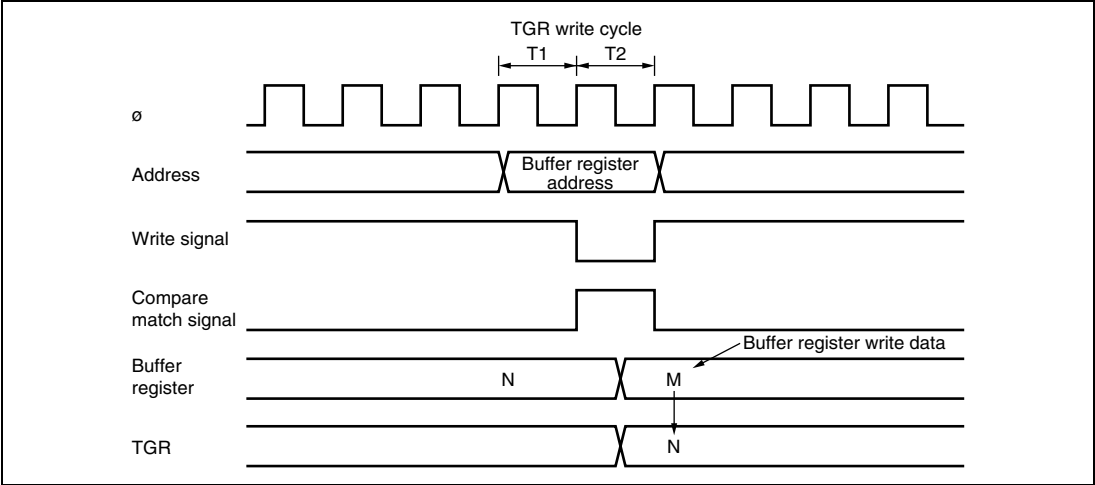 TGR write cycle
T1 T2
ø
Address
Buffer register
address
Write signal
Compare
match signal
Buffer register write data
Buffer
register
N M
TGR
N